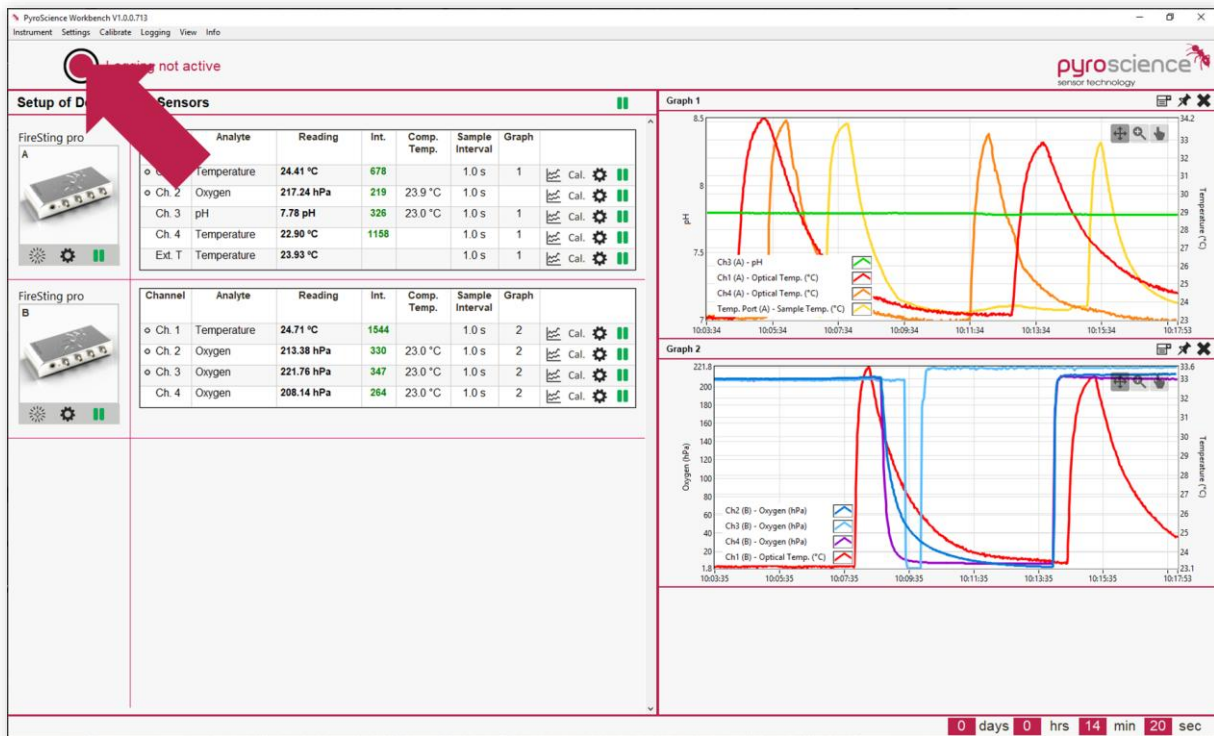 PyroScience Workbench V1.0.0.713
Instrument Settings Calibrate Logging View Info
not active
pyroscience
sensor technology
Setup of Sensors
FireSting pro
A
Analyte Reading Int. Comp. Temp. Sample Interval Graph
Temperature 24.41 °C 678 1.0 s 1 Cal.
Ch. 2 Oxygen 217.24 hPa 219 23.9 °C 1.0 s Cal.
Ch. 3 pH 7.78 pH 326 23.0 °C 1.0 s 1 Cal.
Ch. 4 Temperature 22.90 °C 1158 1.0 s 1 Cal.
Ext. T Temperature 23.93 °C 1.0 s 1 Cal.
FireSting pro
B
Channel Analyte Reading Int. Comp. Temp. Sample Interval Graph
Ch. 1 Temperature 24.71 °C 1544 1.0 s 2 Cal.
Ch. 2 Oxygen 213.38 hPa 330 23.0 °C 1.0 s 2 Cal.
Ch. 3 Oxygen 221.76 hPa 347 23.0 °C 1.0 s 2 Cal.
Ch. 4 Oxygen 208.14 hPa 264 23.0 °C 1.0 s 2 Cal.
Graph 1
8.5
8
7.5
7
pH
34.2
33
32
31
30
29
28
27
26
25
24
23
Temperature (°C)
Ch3 (A) - pH
Ch1 (A) - Optical Temp. (°C)
Ch4 (A) - Optical Temp. (°C)
Temp. Port (A) - Sample Temp. (°C)
10:03:34 10:05:34 10:07:34 10:09:34 10:11:34 10:13:34 10:15:34 10:17:53
Graph 2
221.8
200
180
160
140
120
100
80
60
40
20
1.8
Oxygen (hPa)
33.6
33
32
31
30
29
28
27
26
25
24
23.1
Temperature (°C)
Ch2 (B) - Oxygen (hPa)
Ch3 (B) - Oxygen (hPa)
Ch4 (B) - Oxygen (hPa)
Ch1 (B) - Optical Temp. (°C)
10:03:35 10:05:35 10:07:35 10:09:35 10:11:35 10:13:35 10:15:35 10:17:53
0 days 0 hrs 14 min 20 sec